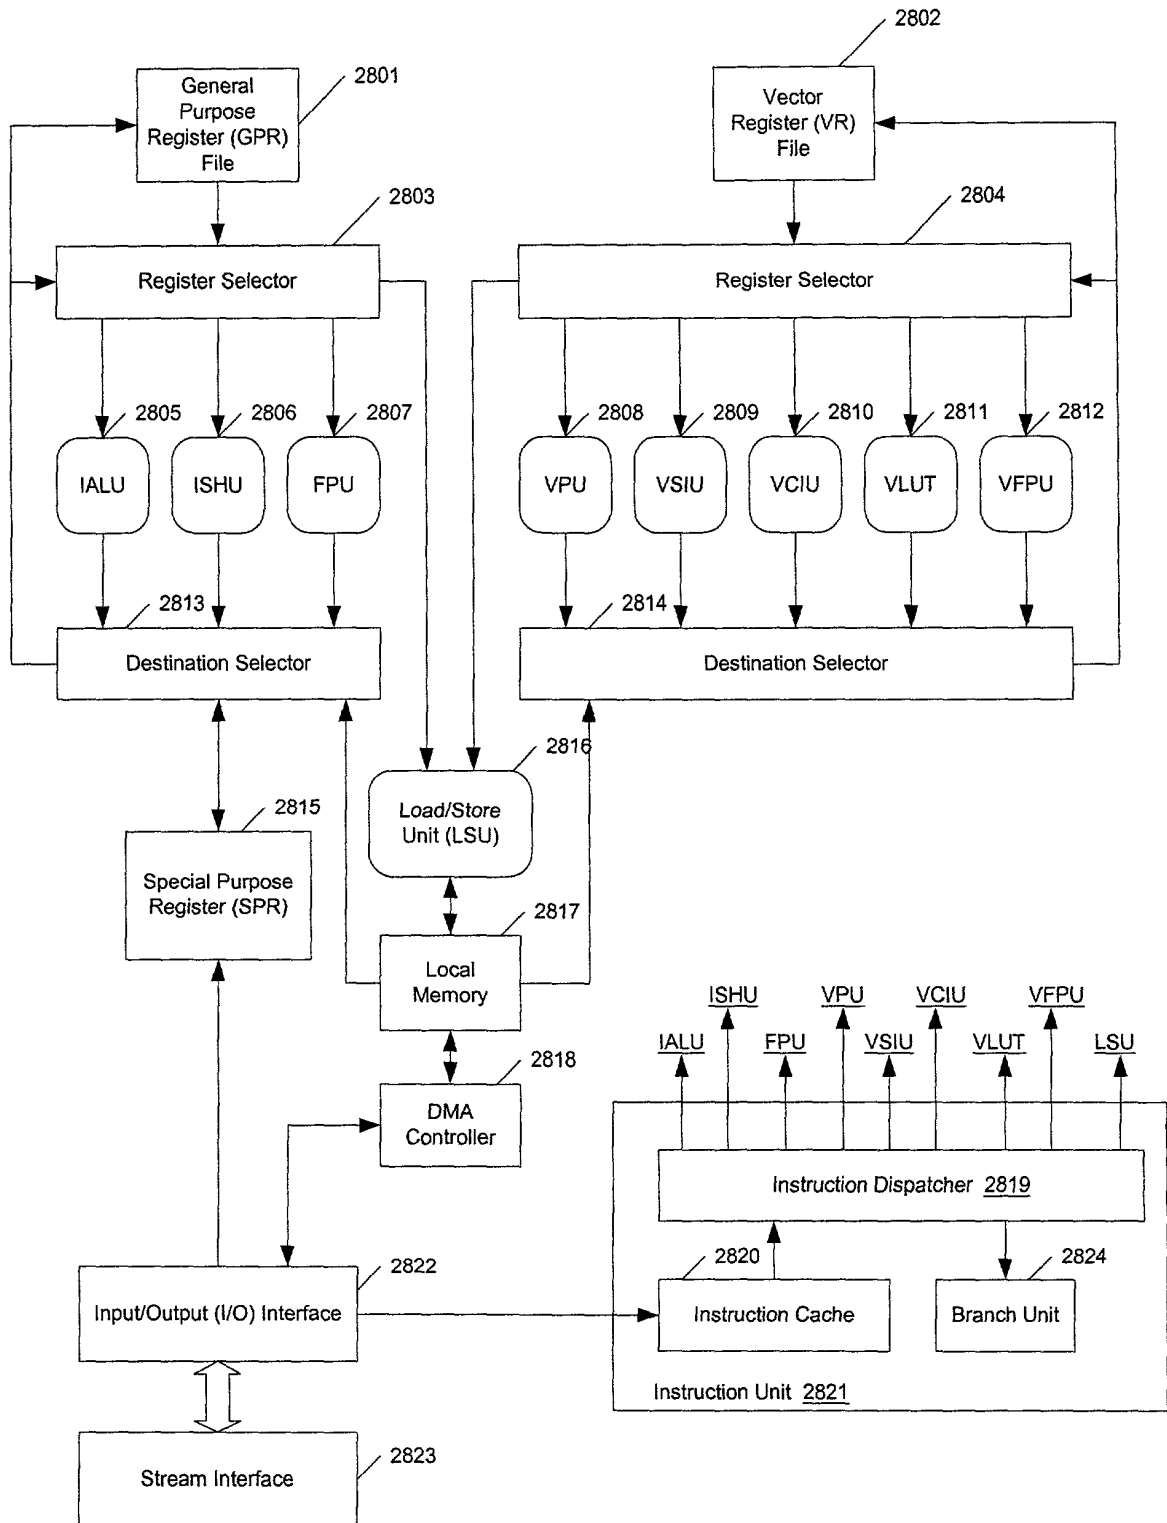 2802
2801
General
Purpose
Register (GPR)
File
Vector
Register (VR)
File
2803
2804
Register Selector
Register Selector
2805
2806
2807
2808
2809
2810
2811
2812
IALU
ISHU
FPU
VPU
VSIU
VCIU
VLUT
VFPU
2813
2814
Destination Selector
Destination Selector
2816
Load/Store
Unit (LSU)
2815
Special Purpose
Register (SPR)
2817
Local
Memory
ISHU
VPU
VCIU
VFPU
IALU
FPU
VSIU
VLUT
LSU
2818
DMA
Controller
Instruction Dispatcher 2819
2822
2820
2824
Input/Output (I/O) Interface
Instruction Cache
Branch Unit
Instruction Unit 2821
2823
Stream Interface